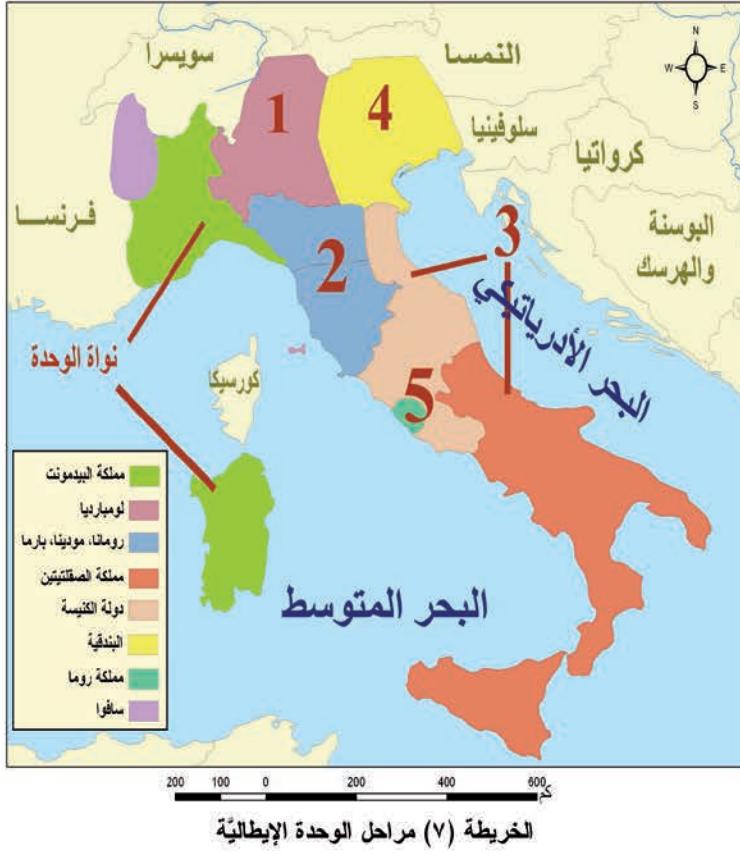 سويسرا
النمسا
N
W E
S
1
4
سلوفينيا
كرواتيا
فرنسا
2
3
البوسنة
والهرسك
البحر الأدرياتيكي
نواة الوحدة
كورسيكا
5
مملكة البيدمونت
لومبارديا
رومانا، مودينا، بارما
مملكة الصقلتيتين
دولة الكنيسة
البندقية
مملكة روما
سافوا
البحر المتوسط
200 100 0 200 400 600
كم
الخريطة (٧) مراحل الوحدة الإيطاليَّة